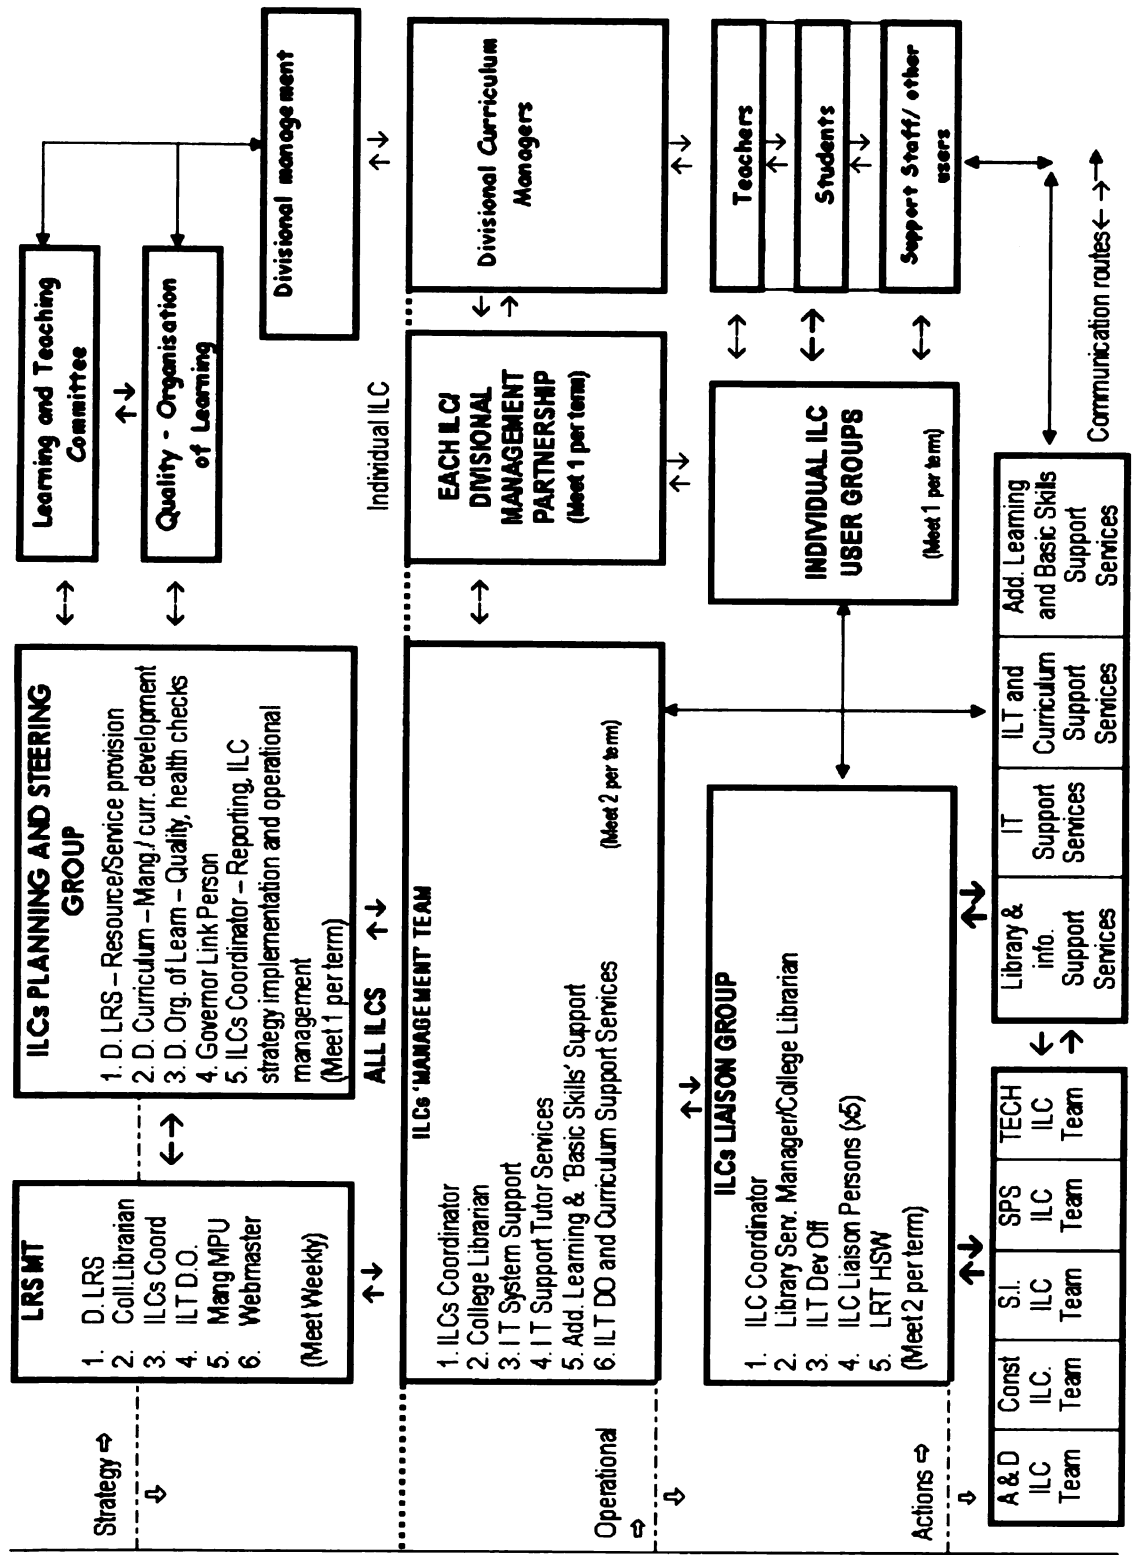 Strategy ⇨
⇩
LRS MT
1. D. LRS
2. Coll. Librarian
3. ILCs Coord
4. ILT D.O.
5. Mang MPU
6. Webmaster
(Meet Weekly)
ILCs PLANNING AND STEERING
GROUP
1. D. LRS – Resource/Service provision
2. D. Curriculum – Mang./ curr. development
3. D. Org. of Learn – Quality, health checks
4. Governor Link Person
5. ILCs Coordinator – Reporting, ILC
strategy implementation and operational
management
(Meet 1 per term)
Learning and Teaching
Committee
Quality - Organisation
of Learning
Divisional management
ALL ILCS
Individual ILC
Operational
⇨
⇩
ILCs ‘MANAGEMENT’ TEAM
1. ILCs Coordinator
2. College Librarian
3. I T System Support
4. I T Support Tutor Services
5. Add. Learning & ‘Basic Skills’ Support
6. ILT DO and Curriculum Support Services
(Meet 2 per term)
EACH ILC/
DIVISIONAL
MANAGEMENT
PARTNERSHIP
(Meet 1 per term)
Divisional Curriculum
Managers
Actions ⇨
⇩
ILCs LIAISON GROUP
1. ILC Coordinator
2. Library Serv. Manager/College Librarian
3. ILT Dev Off
4. ILC Liaison Persons (x5)
5. LRT HSW
(Meet 2 per term)
INDIVIDUAL ILC
USER GROUPS
(Meet 1 per term)
Teachers
Students
Support Staff/ other
users
A & D
ILC
Team
Const
ILC.
Team
S.I.
ILC
Team
SPS
ILC
Team
TECH
ILC
Team
Library &
info.
Support
Services
IT
Support
Services
ILT and
Curriculum
Support
Services
Add. Learning
and Basic Skills
Support
Services
Communication routes← → →